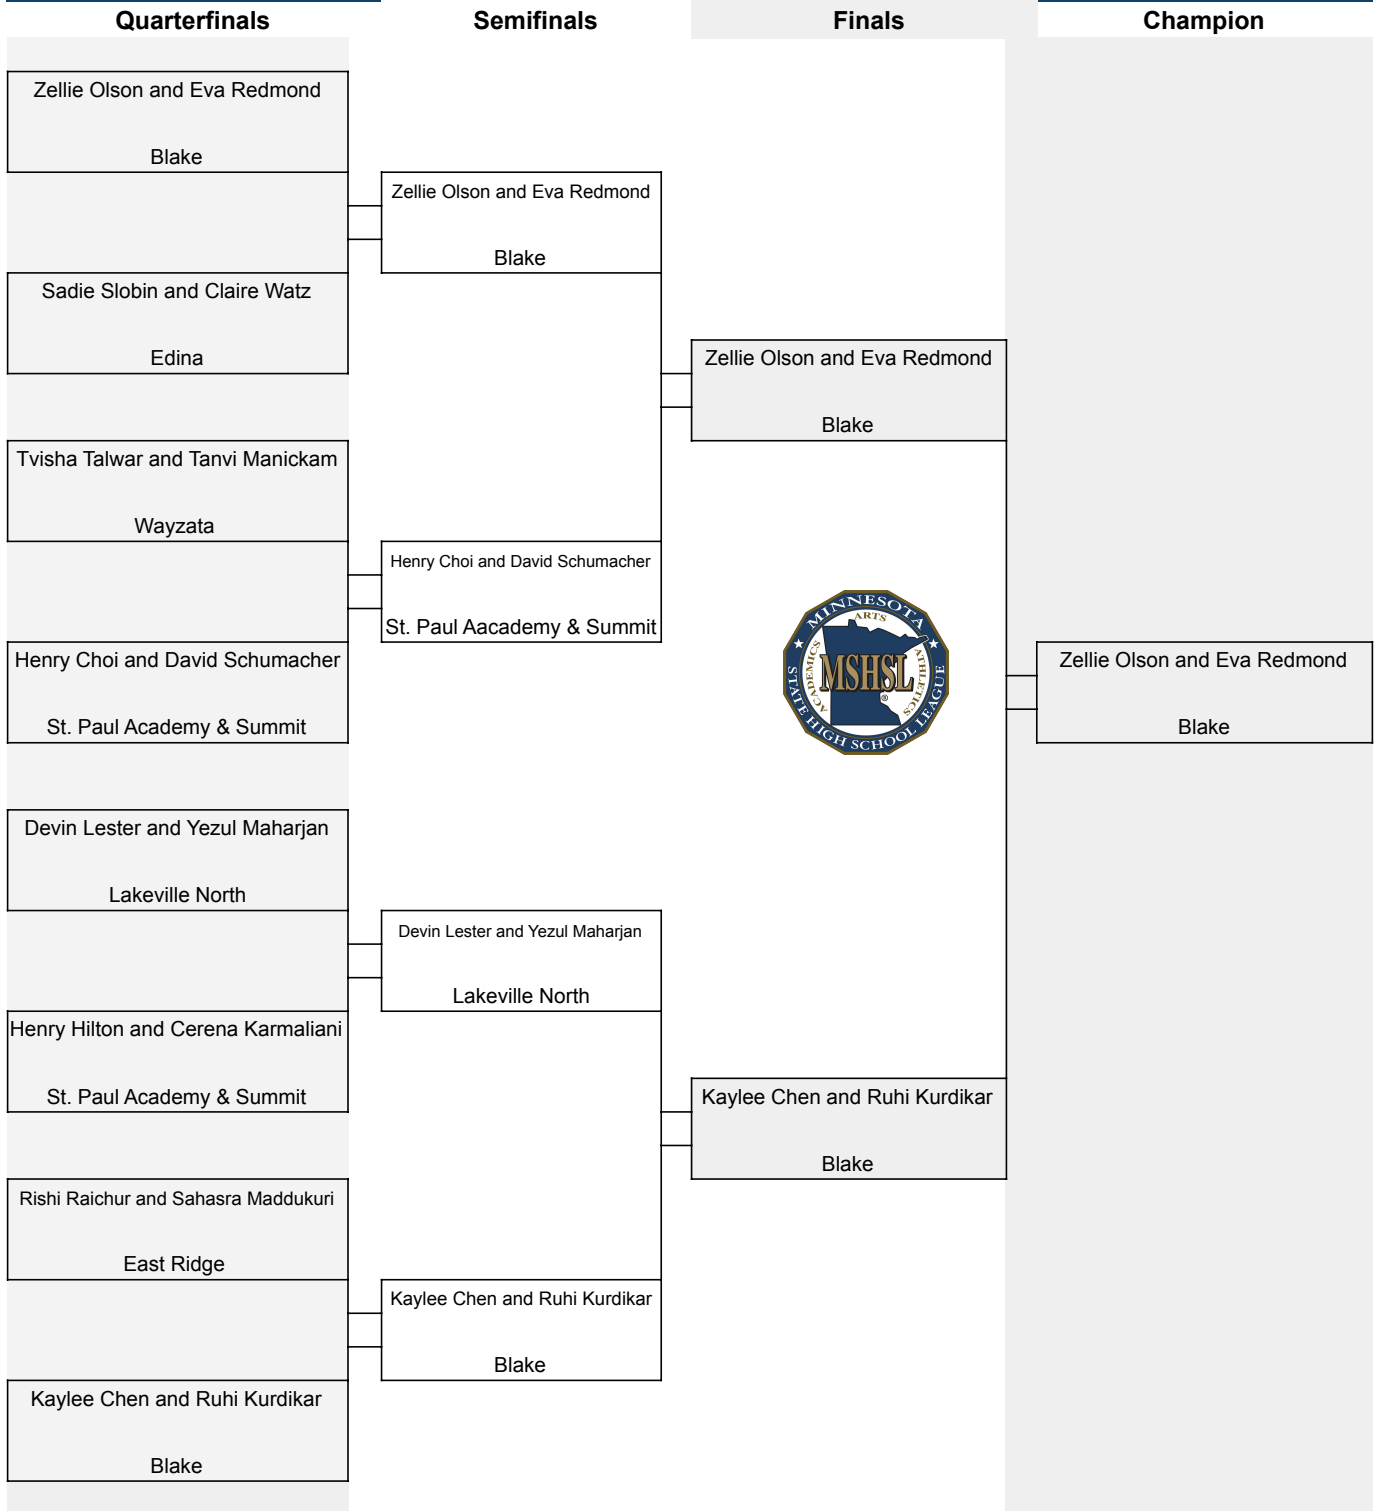 Quarterfinals
Semifinals
Finals
Champion
Zellie Olson and Eva Redmond
Blake
Sadie Slobin and Claire Watz
Edina
Tvisha Talwar and Tanvi Manickam
Wayzata
Henry Choi and David Schumacher
St. Paul Academy & Summit
Devin Lester and Yezul Maharjan
Lakeville North
Henry Hilton and Cerena Karmaliani
St. Paul Academy & Summit
Rishi Raichur and Sahasra Maddukuri
East Ridge
Kaylee Chen and Ruhi Kurdikar
Blake
Zellie Olson and Eva Redmond
Blake
Henry Choi and David Schumacher
St. Paul Aacademy & Summit
Devin Lester and Yezul Maharjan
Lakeville North
Kaylee Chen and Ruhi Kurdikar
Blake
Zellie Olson and Eva Redmond
Blake
MINNESOTA
STATE HIGH SCHOOL LEAGUE
ACADEMICS
ARTS
ATHLETICS
MSHSL
®
Kaylee Chen and Ruhi Kurdikar
Blake
Zellie Olson and Eva Redmond
Blake